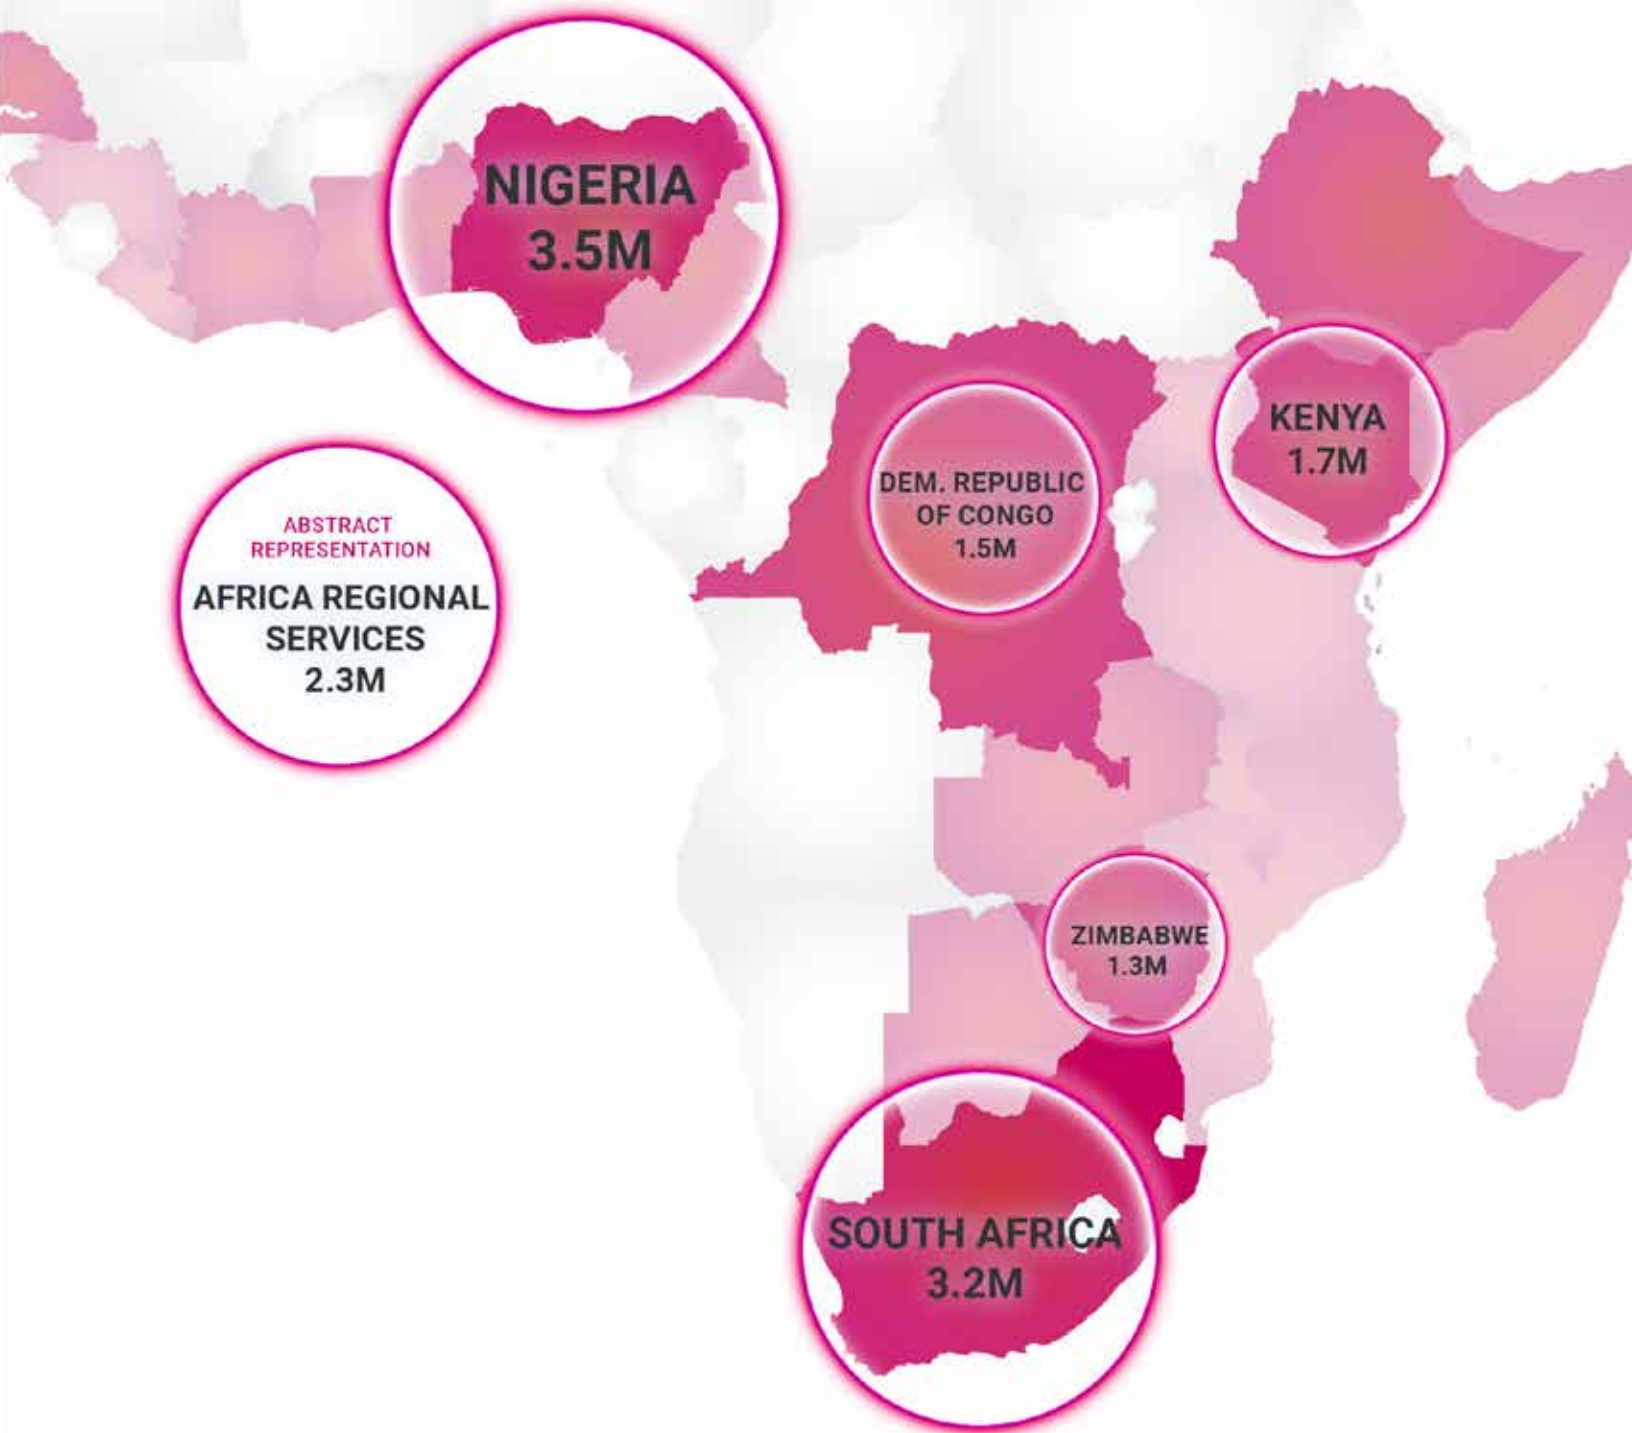 NIGERIA
3.5M
KENYA
1.7M
DEM. REPUBLIC
OF CONGO
1.5M
ABSTRACT
REPRESENTATION
AFRICA REGIONAL
SERVICES
2.3M
ZIMBABWE
1.3M
SOUTH AFRICA
3.2M